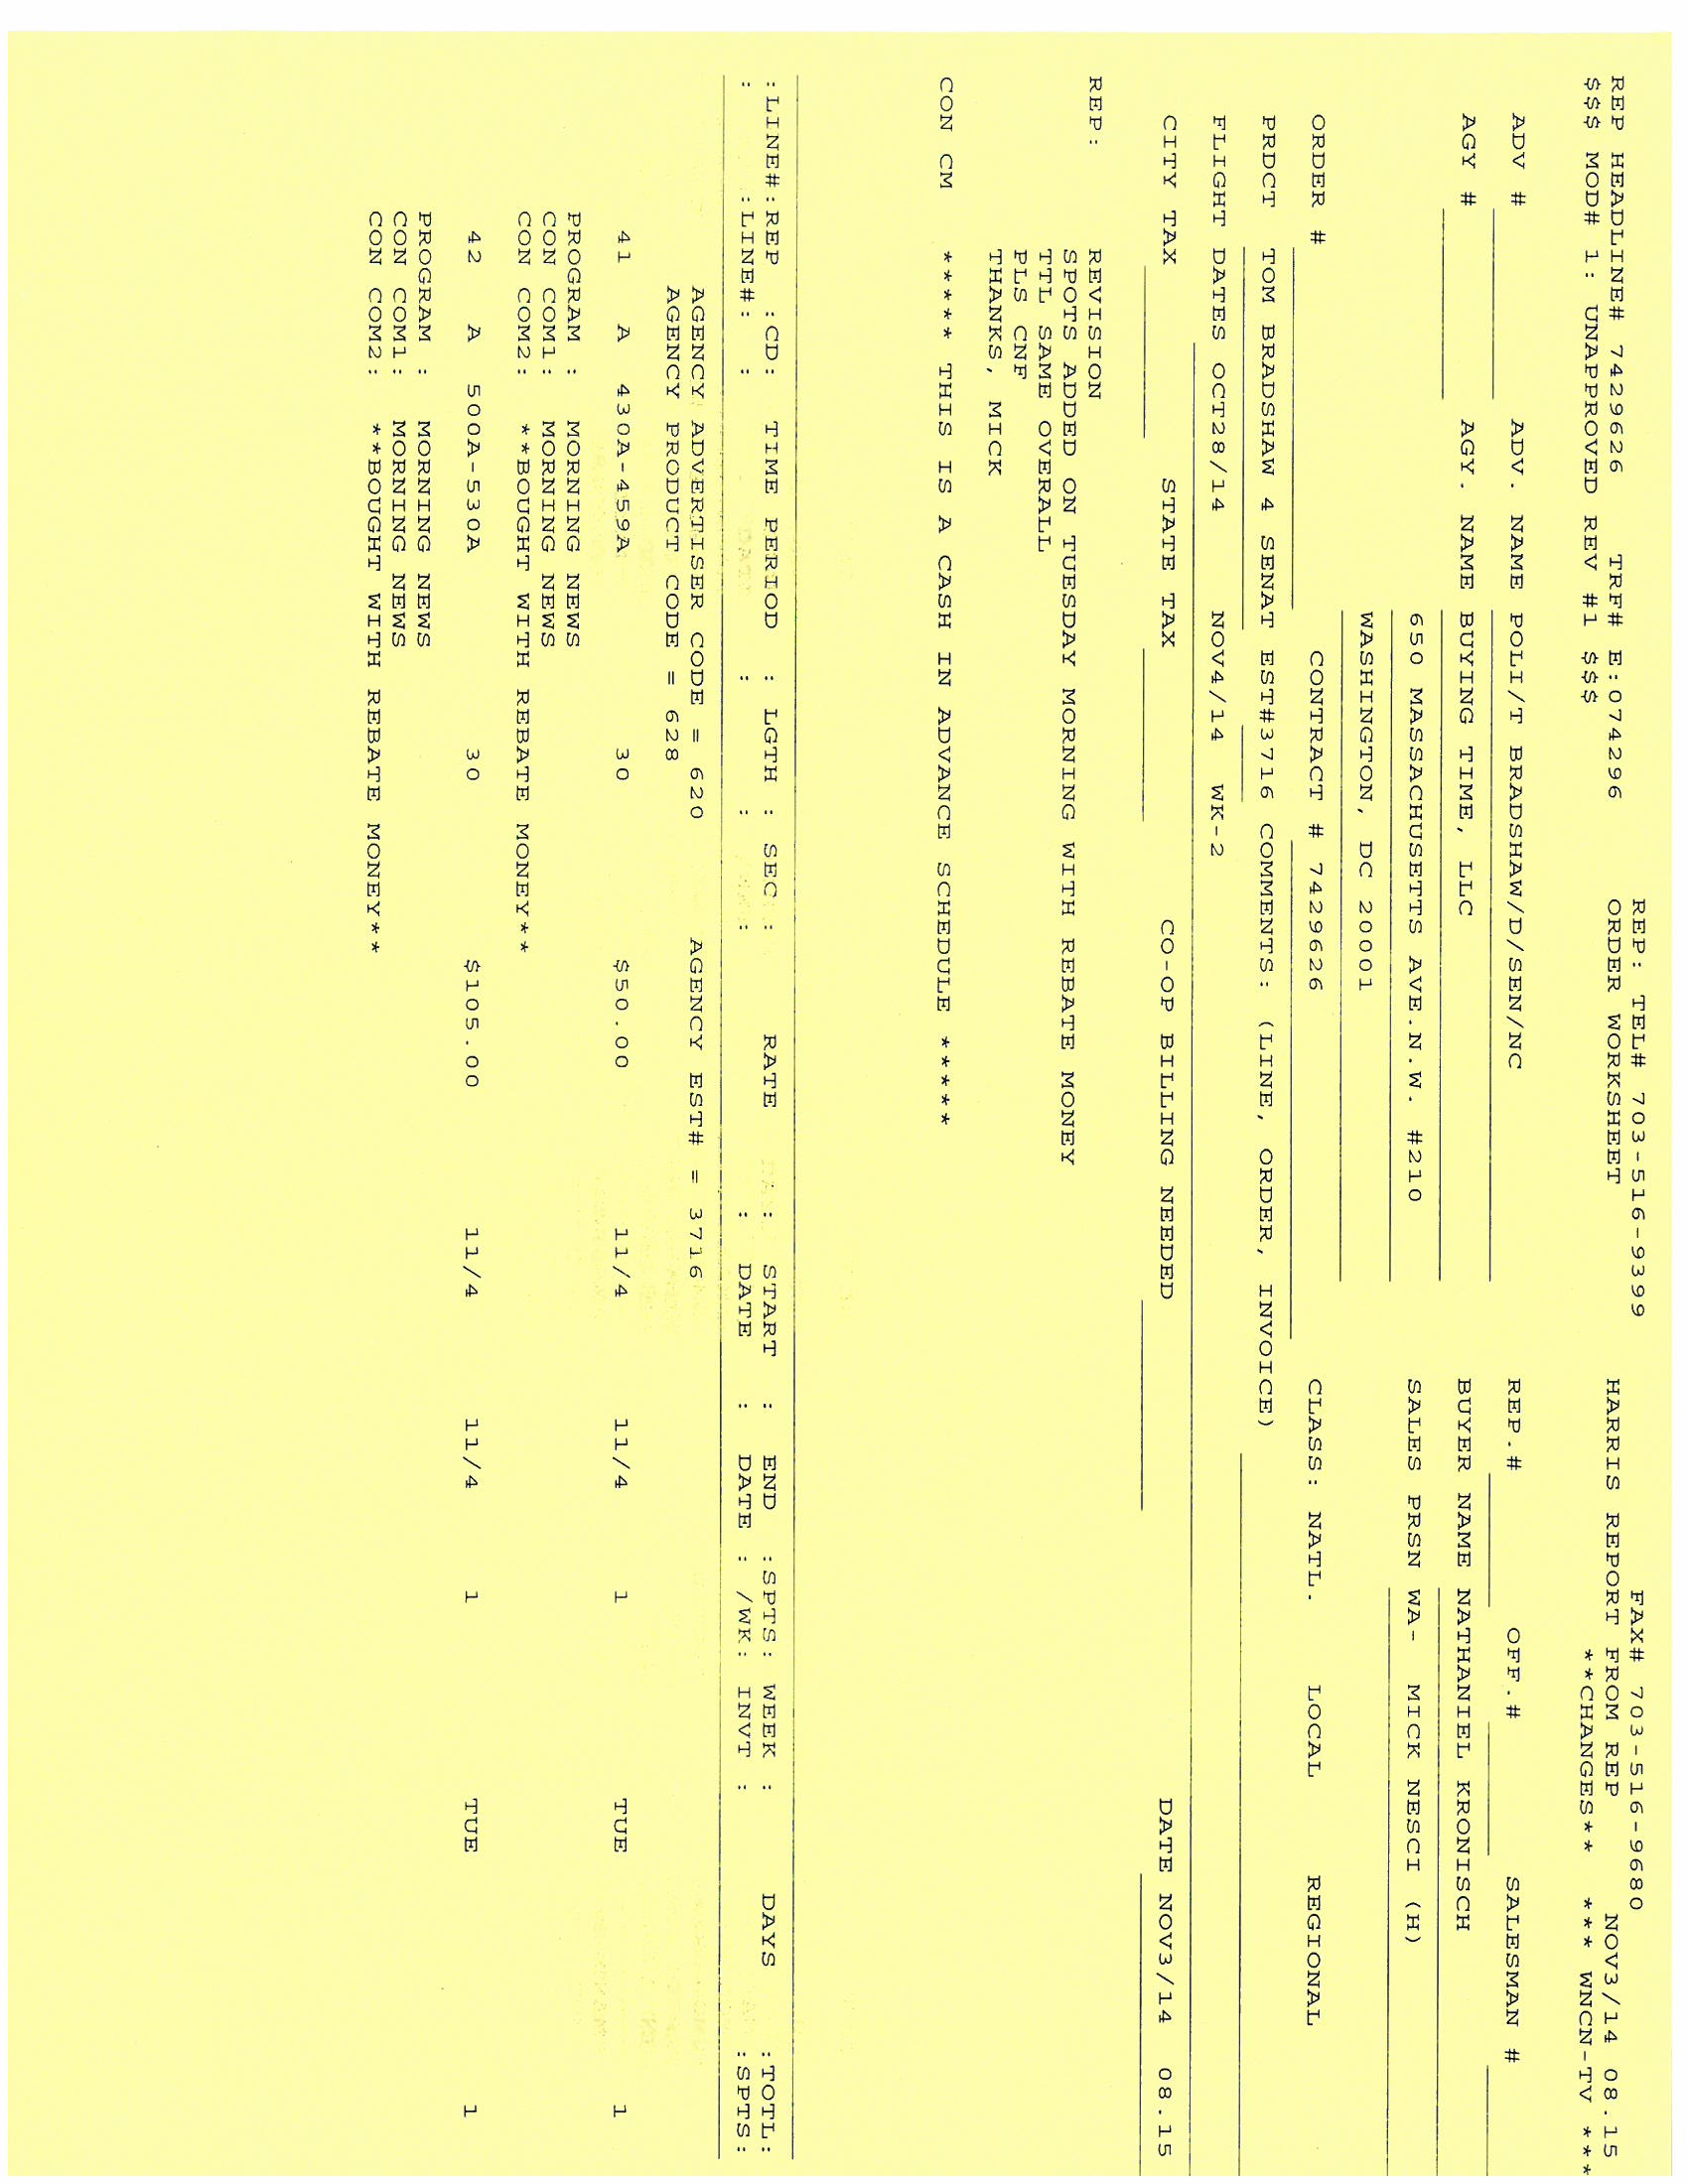 REP: TEL# 703-516-9399 FAX# 703-516-9680
REP HEADLINE# 7429626 TRF# E:074296 ORDER WORKSHEET HARRIS REPORT FROM REP NOV3/14 08.15
$$$ MOD# 1: UNAPPROVED REV #1 $$$ **CHANGES** *** WNCN-TV ***
ADV # ADV. NAME POLI/T BRADSHAW/D/SEN/NC REP.# OFF.# SALESMAN #
AGY # AGY. NAME BUYING TIME, LLC BUYER NAME NATHANIEL KRONISCH
650 MASSACHUSETTS AVE.N.W. #210 SALES PRSN WA- MICK NESCI (H)
WASHINGTON, DC 20001
ORDER # CONTRACT # 7429626 CLASS: NATL. LOCAL REGIONAL
PRDCT TOM BRADSHAW 4 SENAT EST#3716 COMMENTS: (LINE, ORDER, INVOICE)
FLIGHT DATES OCT28/14 NOV4/14 WK-2
CITY TAX STATE TAX CO-OP BILLING NEEDED DATE NOV3/14 08.15
REP: REVISION
SPOTS ADDED ON TUESDAY MORNING WITH REBATE MONEY
TTL SAME OVERALL
PLS CNF
THANKS, MICK
CON CM ***** THIS IS A CASH IN ADVANCE SCHEDULE *****
:LINE#:REP :CD: TIME PERIOD : LGTH : SEC : RATE : START : END :SPTS: WEEK : DAYS :TOTL:
: :LINE#: : : : : : DATE : DATE : /WK: INVT : :SPTS:
AGENCY ADVERTISER CODE = 620 AGENCY EST# = 3716
AGENCY PRODUCT CODE = 628
41 A 430A-459A 30 $50.00 11/4 11/4 1 TUE 1
PROGRAM : MORNING NEWS
CON COM1: MORNING NEWS
CON COM2: **BOUGHT WITH REBATE MONEY**
42 A 500A-530A 30 $105.00 11/4 11/4 1 TUE 1
PROGRAM : MORNING NEWS
CON COM1: MORNING NEWS
CON COM2: **BOUGHT WITH REBATE MONEY**